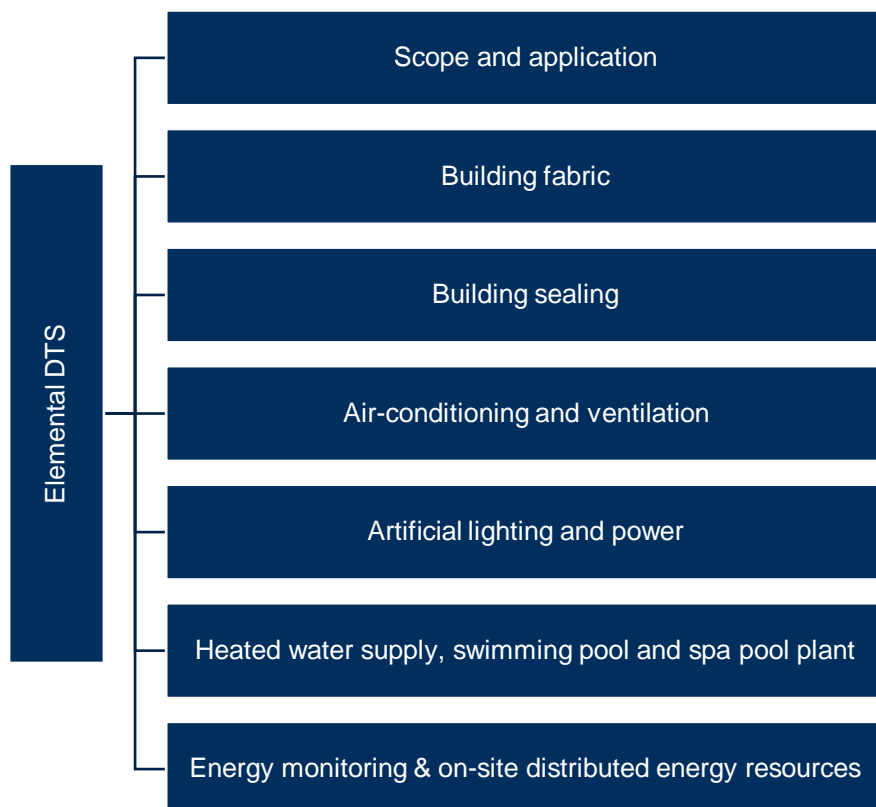 Elemental DTS
Scope and application
Building fabric
Building sealing
Air-conditioning and ventilation
Artificial lighting and power
Heated water supply, swimming pool and spa pool plant
Energy monitoring & on-site distributed energy resources